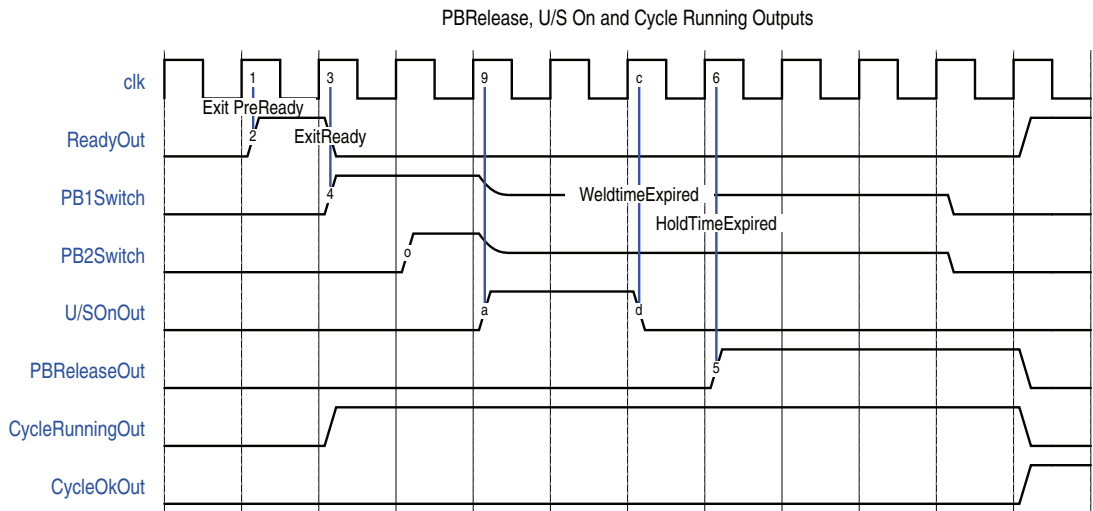 PBRelease, U/S On and Cycle Running Outputs
clk
1
3
9
c
6
Exit PreReady
ReadyOut
2
ExitReady
PB1Switch
4
WeldtimeExpired
HoldTimeExpired
PB2Switch
o
U/SOnOut
a
d
PBReleaseOut
5
CycleRunningOut
CycleOkOut